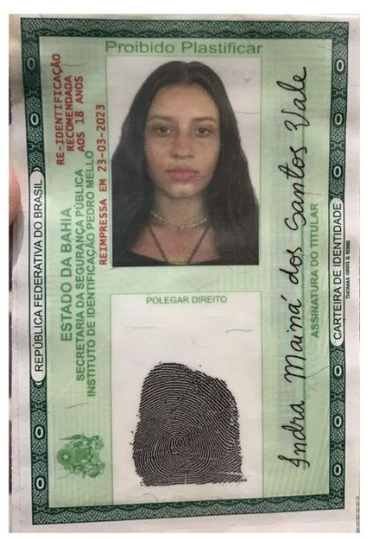 Proibido Plastificar
REPÚBLICA FEDERATIVA DO BRASIL
ESTADO DA BAHIA
SECRETARIA DA SEGURANÇA PÚBLICA
INSTITUTO DE IDENTIFICAÇÃO PEDRO MELLO
RE-IDENTIFICAÇÃO
RECOMENDADA
AOS 18 ANOS
REIMPRESSA EM 23-03-2023
POLEGAR DIREITO
Indra Mainá dos Santos Vale
ASSINATURA DO TITULAR
CARTEIRA DE IDENTIDADE